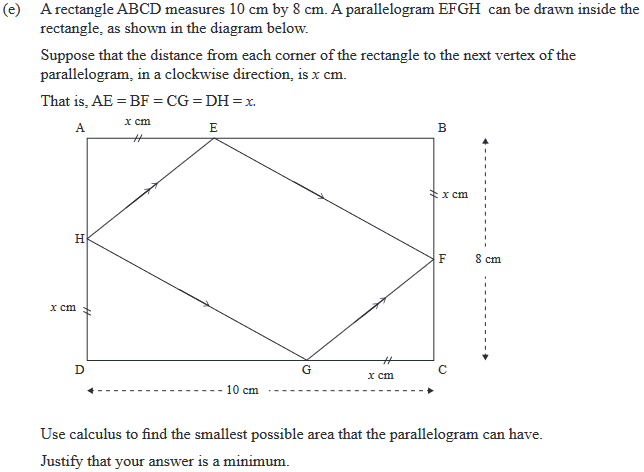 (e) A rectangle ABCD measures 10 cm by 8 cm. A parallelogram EFGH can be drawn inside the
rectangle, as shown in the diagram below.
Suppose that the distance from each corner of the rectangle to the next vertex of the
parallelogram, in a clockwise direction, is x cm.
That is, AE = BF = CG = DH = x.
x cm
A E B
x cm
H
F 8 cm
x cm
D G C
x cm
10 cm
Use calculus to find the smallest possible area that the parallelogram can have.
Justify that your answer is a minimum.